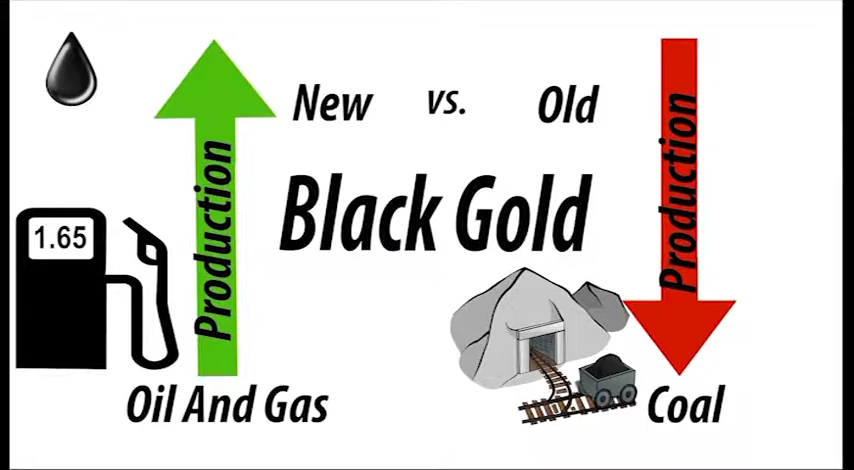 New vs. Old
Black Gold
1.65
Production
Production
Oil And Gas
Coal